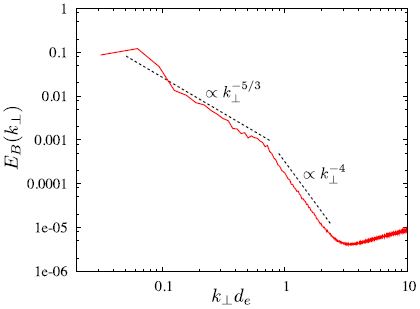 1
0.1
0.01
0.001
0.0001
1e-05
1e-06
0.1
1
10
E_B(k_⊥)
k_⊥d_e
∝ k_⊥^{-5/3}
∝ k_⊥^{-4}